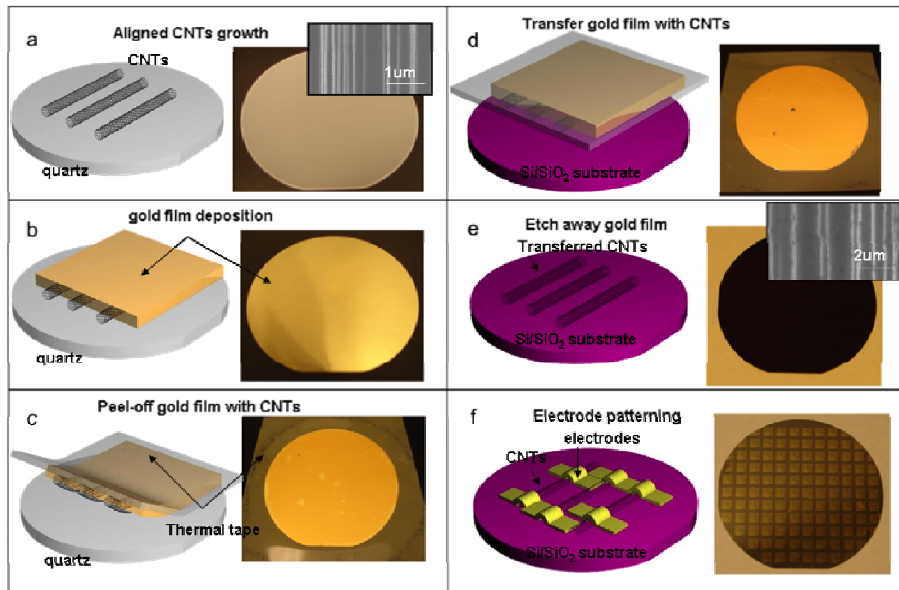 a
Aligned CNTs growth
CNTs
1um
quartz
b
gold film deposition
quartz
c
Peel-off gold film with CNTs
Thermal tape
quartz
d
Transfer gold film with CNTs
Si/SiO₂ substrate
e
Etch away gold film
Transferred CNTs
2um
Si/SiO₂ substrate
f
Electrode patterning
electrodes
CNTs
Si/SiO₂ substrate